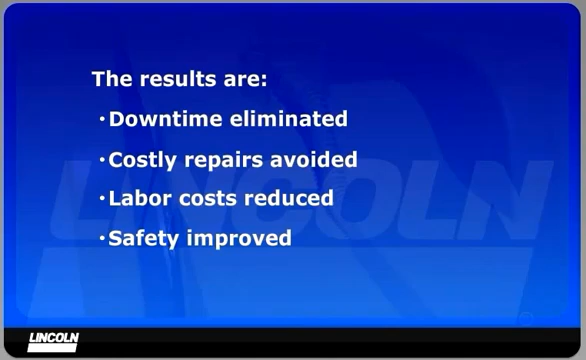 The results are:
•Downtime eliminated
•Costly repairs avoided
•Labor costs reduced
•Safety improved
LINCOLN
LINCOLN